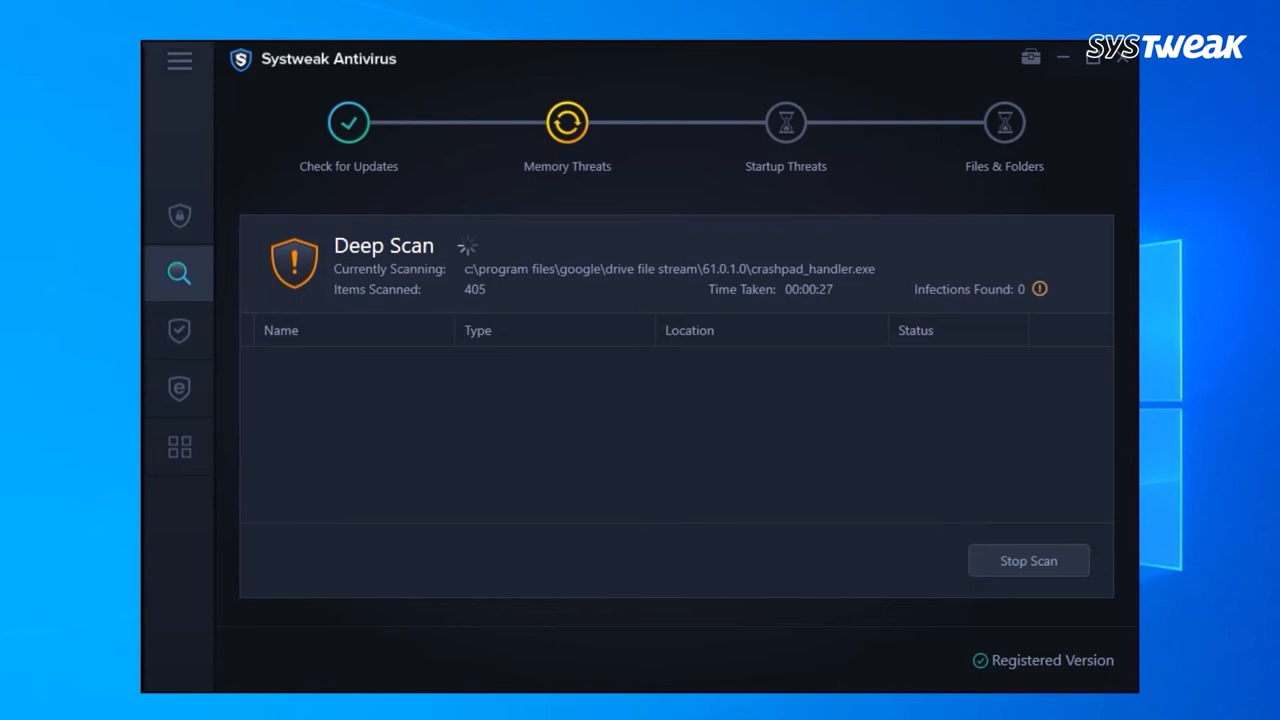 SYSTWEAK
Systweak Antivirus
Check for Updates
Memory Threats
Startup Threats
Files & Folders
Deep Scan
Currently Scanning: c:\program files\google\drive file stream\61.0.1.0\crashpad_handler.exe
Items Scanned: 405 Time Taken: 00:00:27 Infections Found: 0
Name Type Location Status
Stop Scan
Registered Version